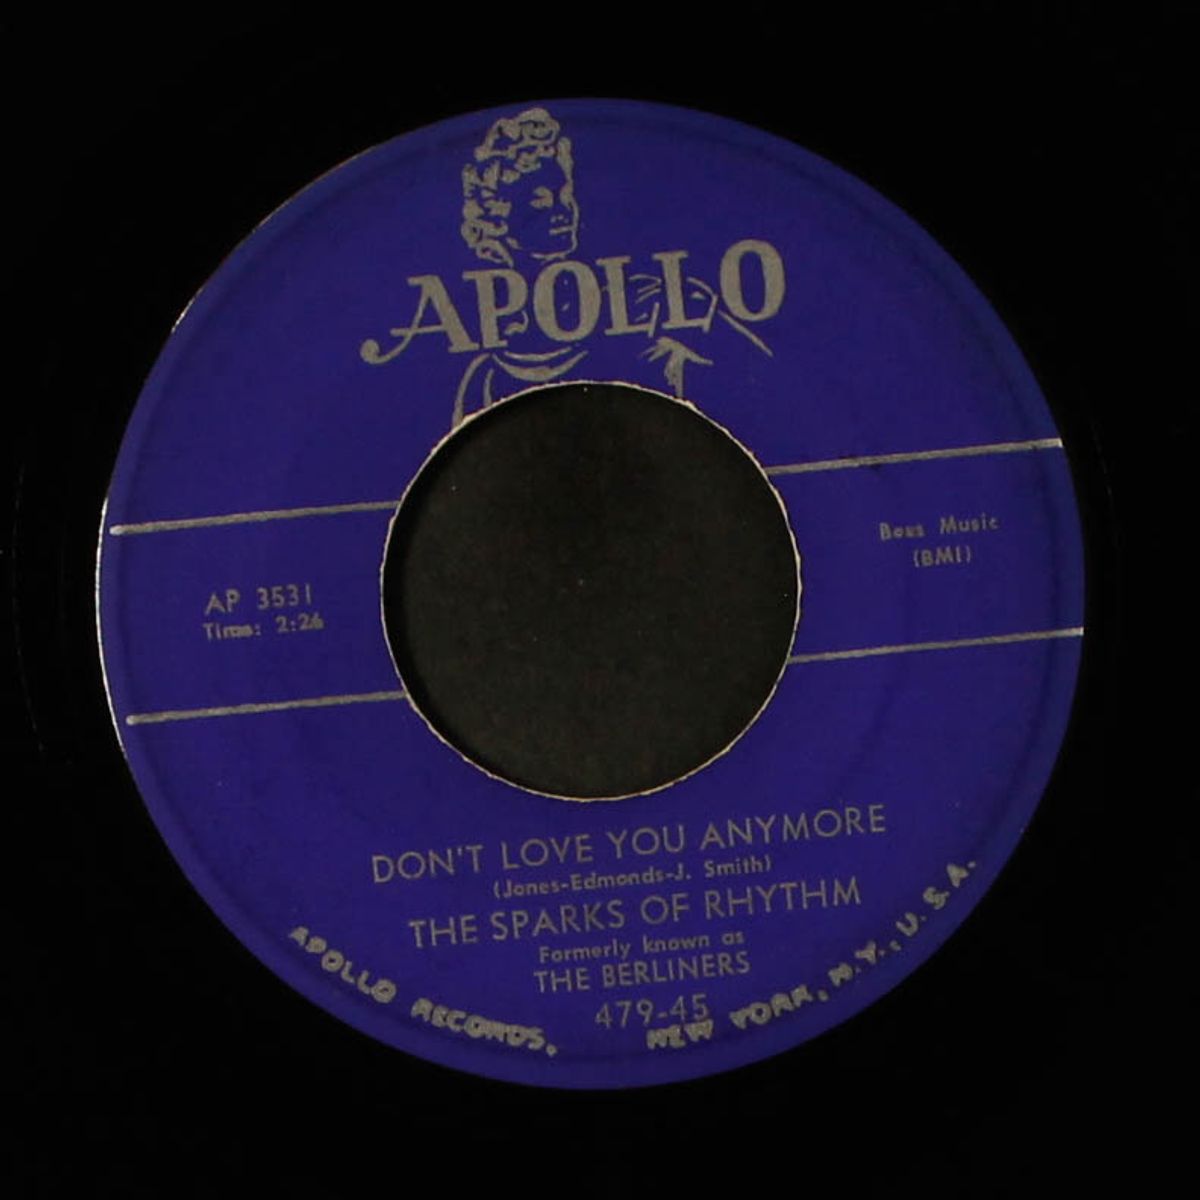 APOLLO
Bess Music
(BMI)
AP 3531
Time: 2:26
DON'T LOVE YOU ANYMORE
(Jones-Edmonds-J. Smith)
THE SPARKS OF RHYTHM
Formerly known as
THE BERLINERS
479-45
APOLLO RECORDS, NEW YORK, N.Y., U.S.A.